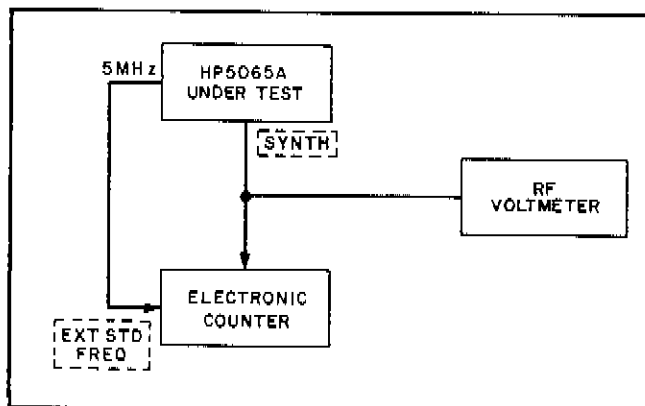 5MHz
HP5065A
UNDER TEST
SYNTH
RF
VOLTMETER
ELECTRONIC
COUNTER
EXT STD
FREQ